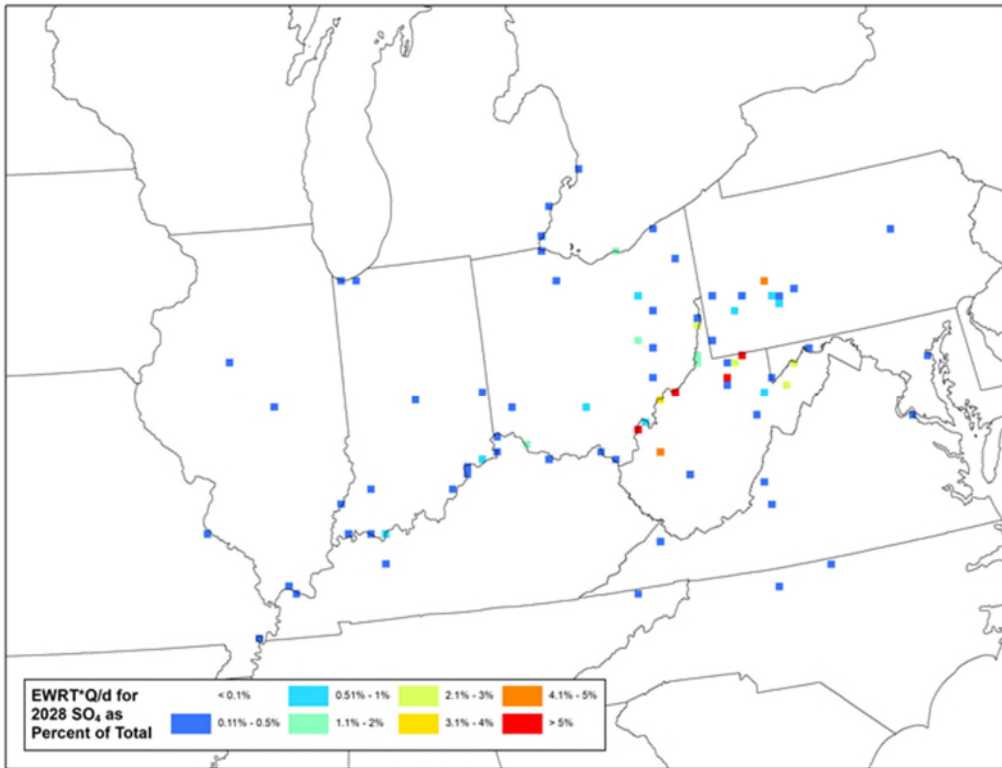 EWRT*Q/d for
2028 SO₄ as
Percent of Total
< 0.1%
0.11% - 0.5%
0.51% - 1%
1.1% - 2%
2.1% - 3%
3.1% - 4%
4.1% - 5%
> 5%